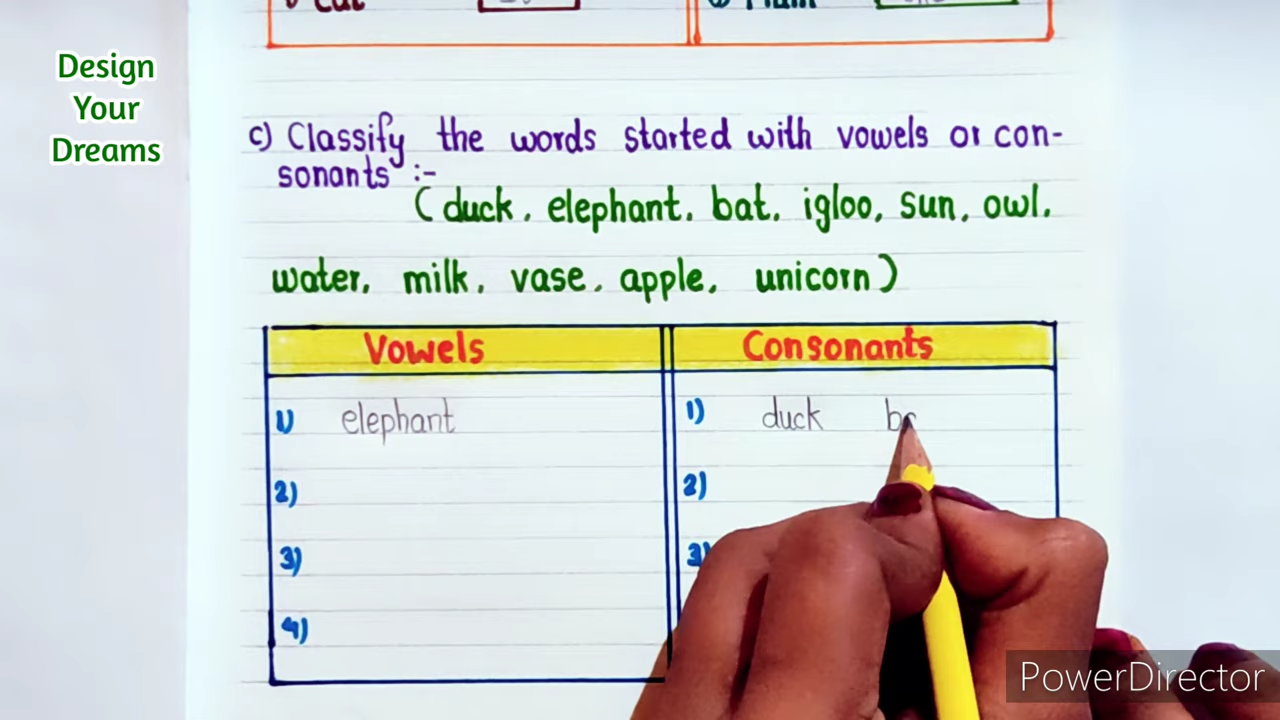 Design
Your
Dreams
c) Classify the words started with vowels or con-
sonants :-
(duck, elephant, bat, igloo, sun, owl,
water, milk, vase, apple, unicorn)
Vowels Consonants
1) elephant 1) duck
2) 2)
3) 3)
4)
PowerDirector